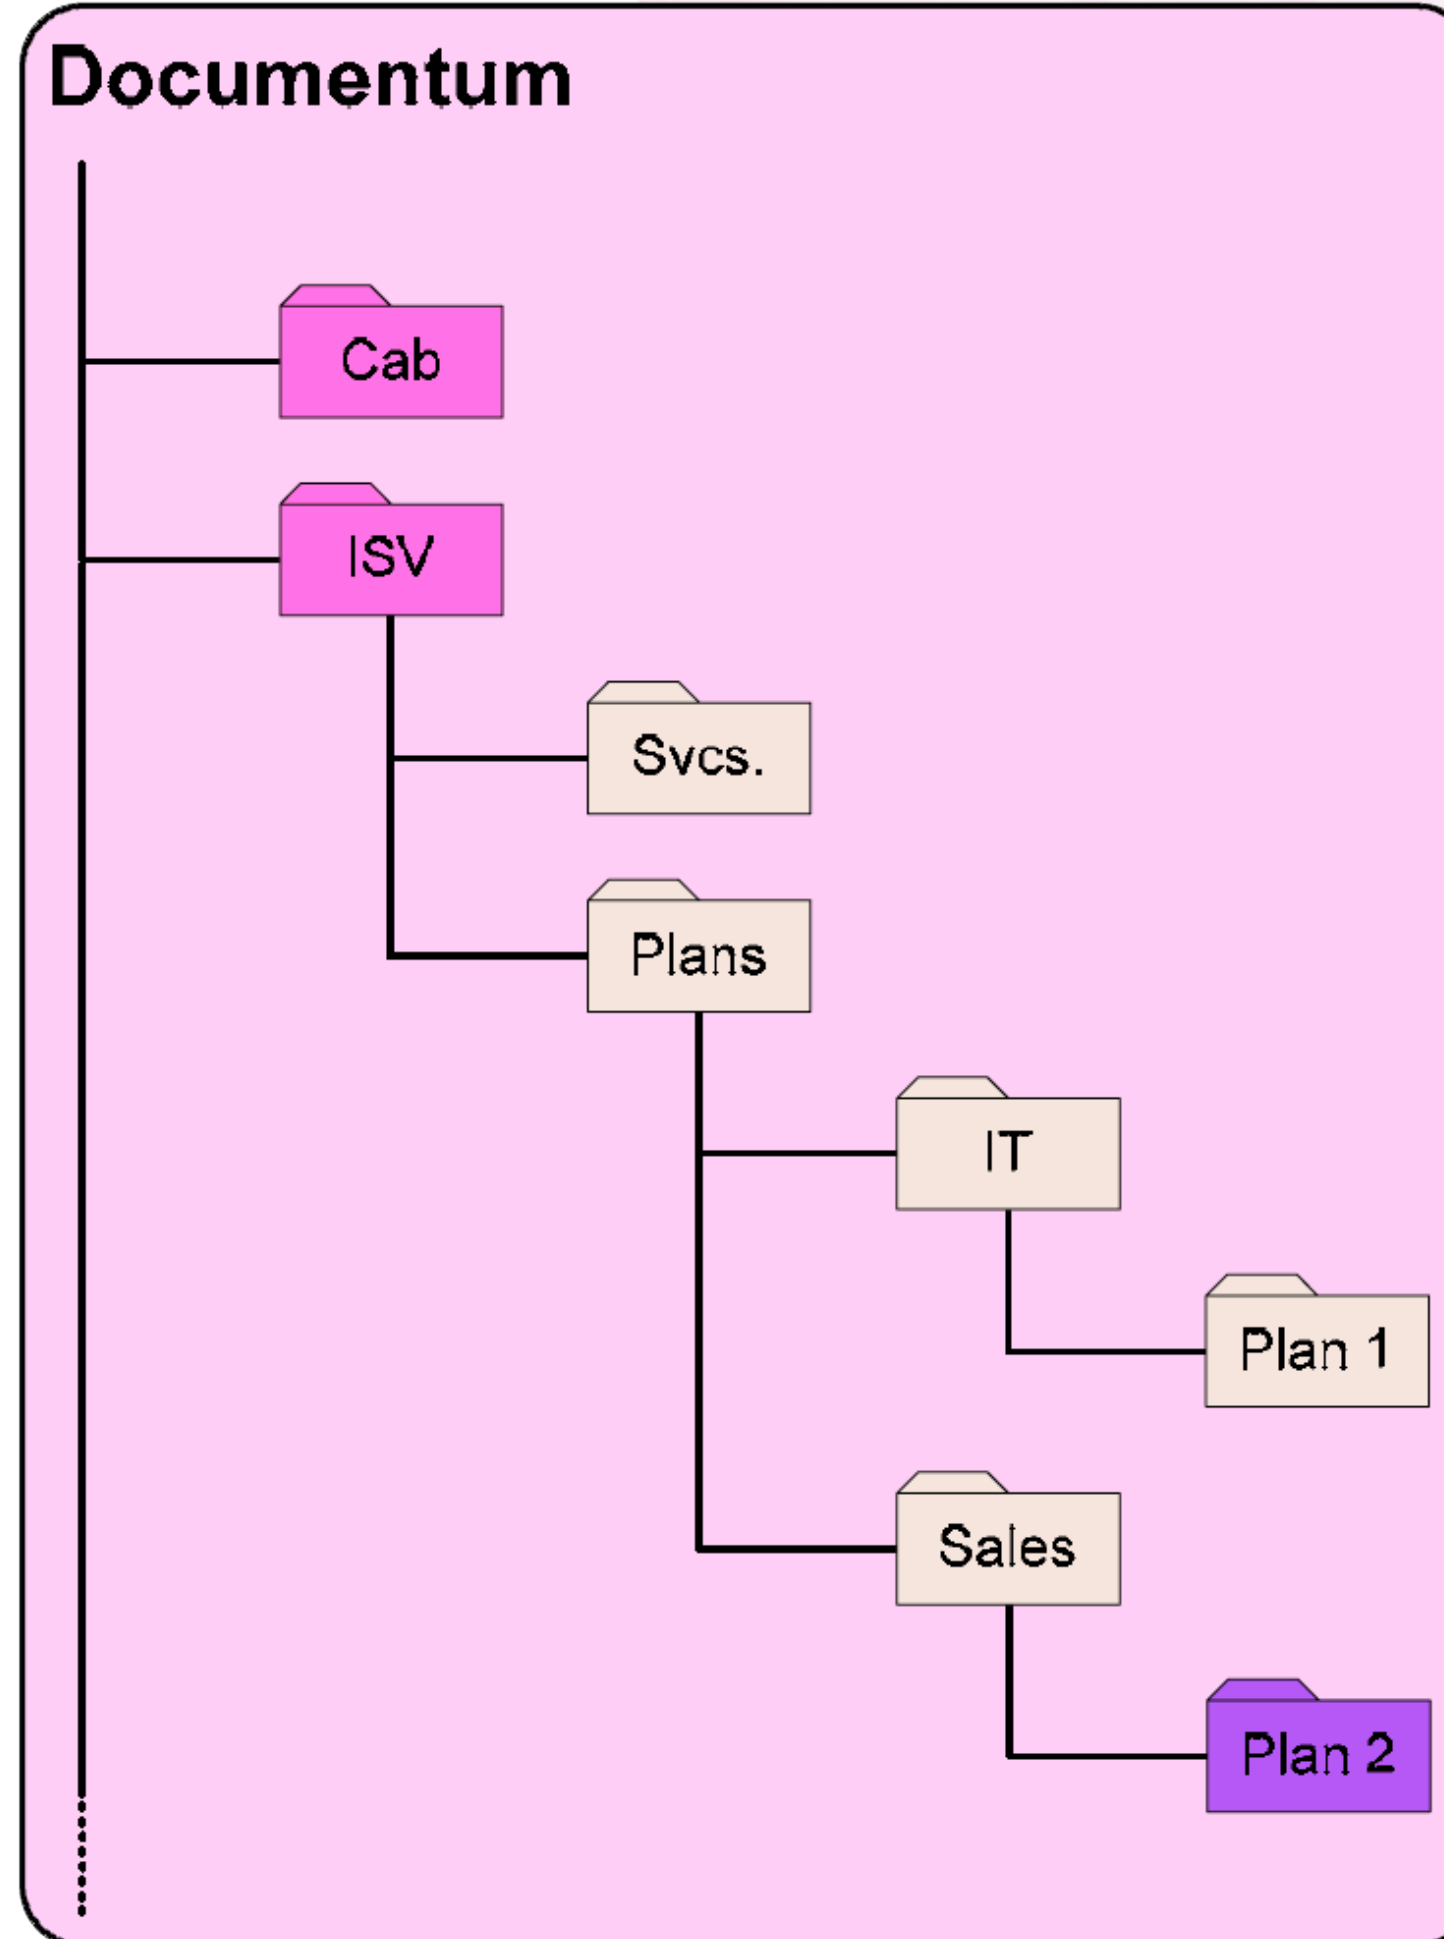 Documentum
Cab
ISV
Svcs.
Plans
IT
Plan 1
Sales
Plan 2